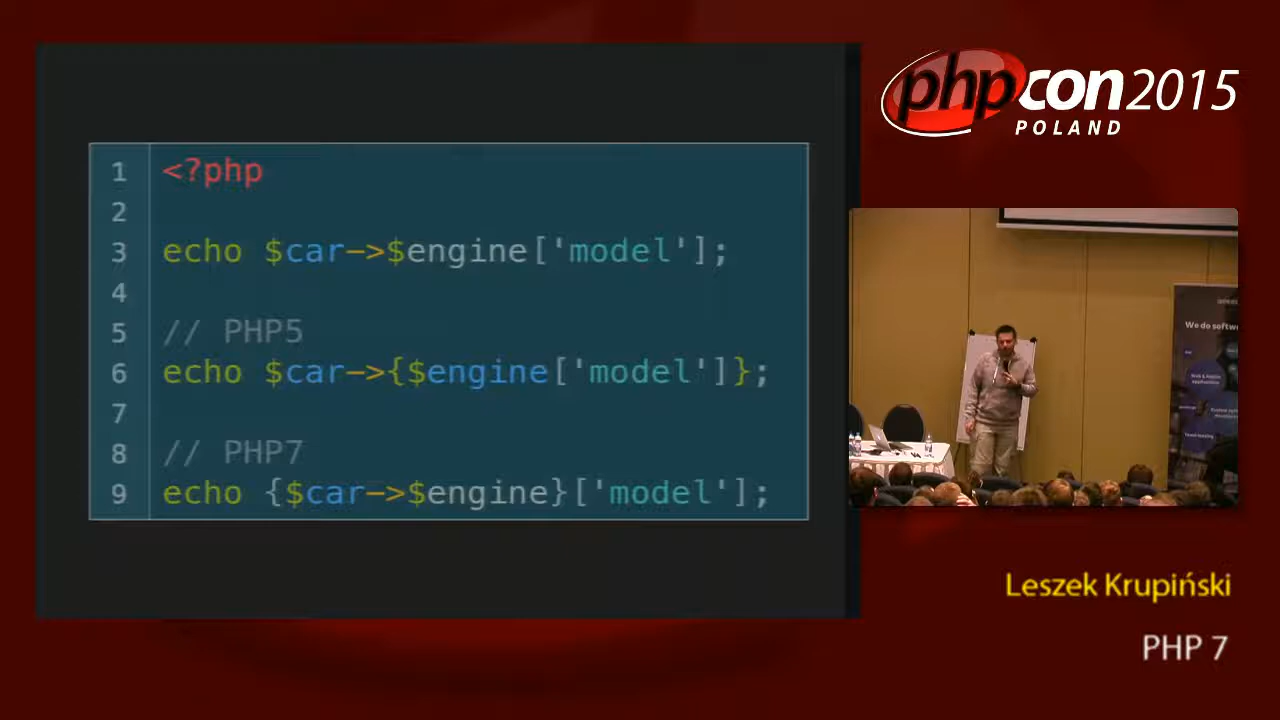 1 <?php
2
3 echo $car->$engine['model'];
4
5 // PHP5
6 echo $car->{$engine['model']};
7
8 // PHP7
9 echo {$car->$engine}['model'];
phpcon2015
POLAND
We do softw
Leszek Krupiński
PHP 7